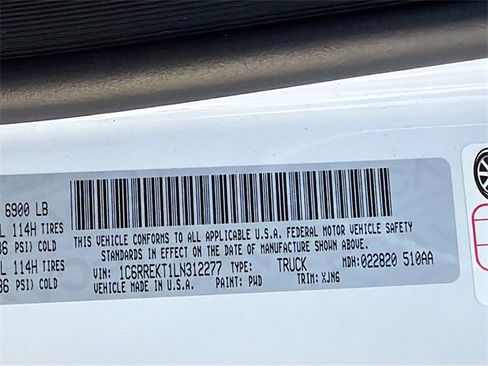 6900 LB
L 114H TIRES
36 PSI) COLD
L 114H TIRES
36 PSI) COLD
THIS VEHICLE CONFORMS TO ALL APPLICABLE U.S.A. FEDERAL MOTOR VEHICLE SAFETY
STANDARDS IN EFFECT ON THE DATE OF MANUFACTURE SHOWN ABOVE.
VIN: 1C6RREKT1LN312277 TYPE: TRUCK MDH: 022820 510AA
VEHICLE MADE IN U.S.A. PAINT: PWD TRIM: XJN6